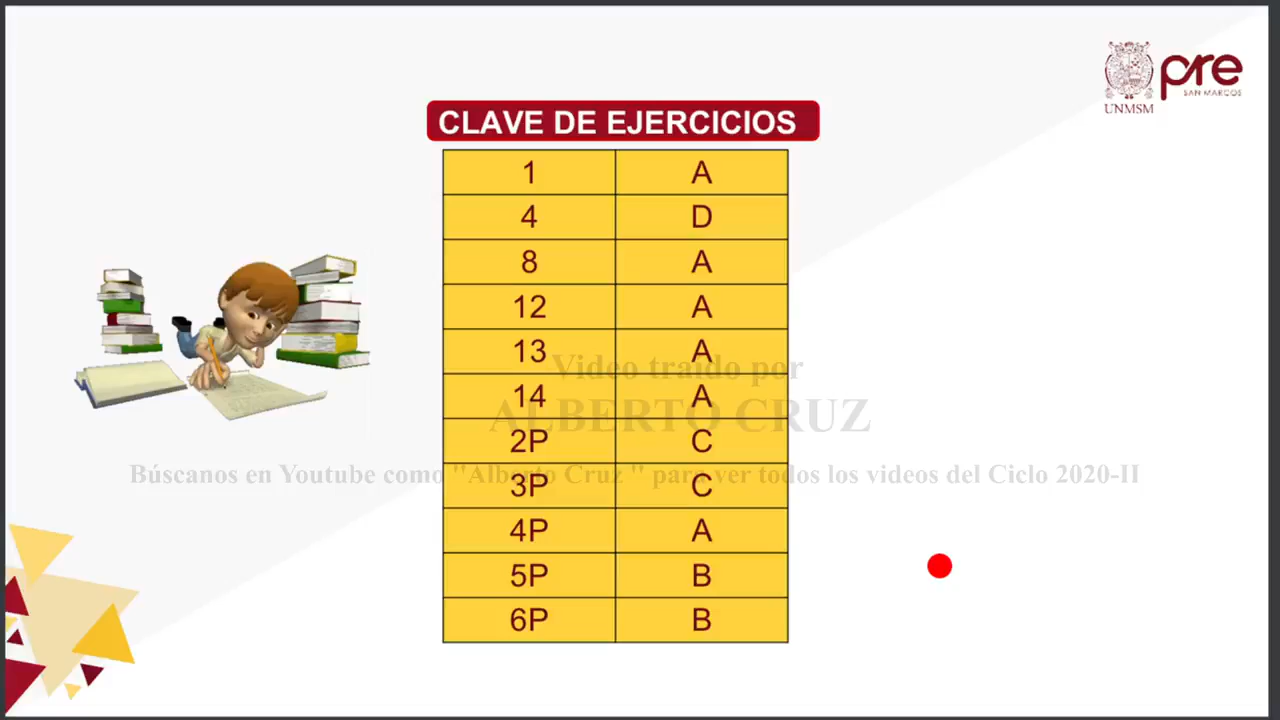 pre
SAN MARCOS
UNMSM
CLAVE DE EJERCICIOS
1 A
4 D
8 A
12 A
13 A
14 A
2P C
3P C
4P A
5P B
6P B
Video traído por
ALBERTO CRUZ
Búscanos en Youtube como "Alberto Cruz " para ver todos los videos del Ciclo 2020-II